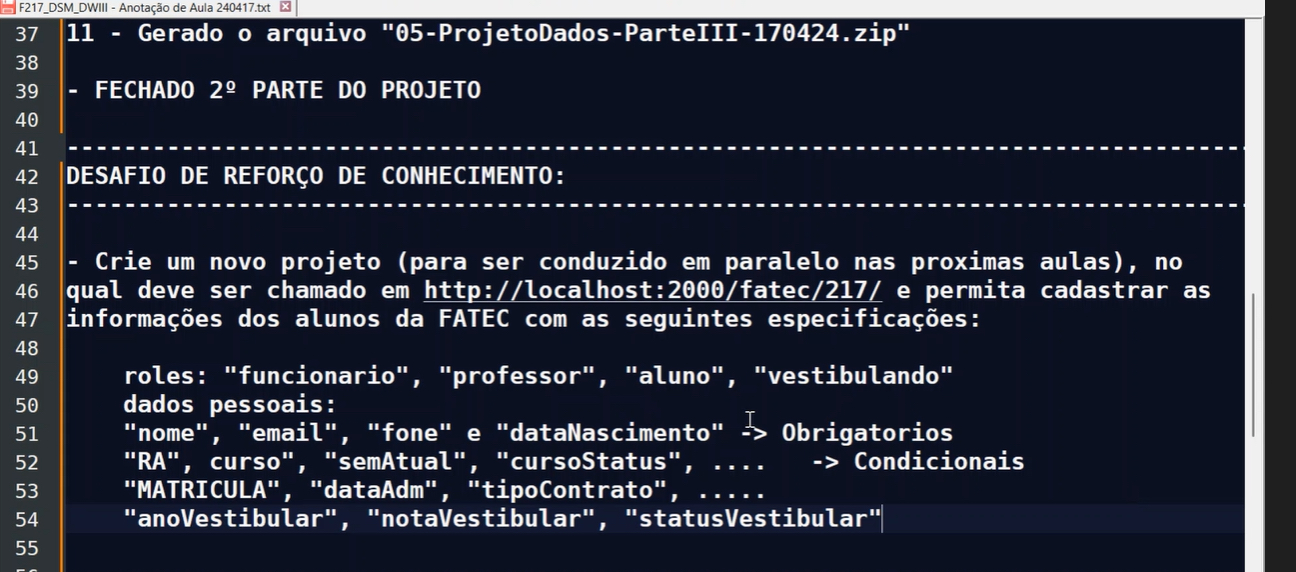 F217_DSM_DWIII - Anotação de Aula 240417.txt
37 11 - Gerado o arquivo "05-ProjetoDados-ParteIII-170424.zip"
38
39 - FECHADO 2º PARTE DO PROJETO
40
41 -----------------------------------------------------------------------------------
42 DESAFIO DE REFORÇO DE CONHECIMENTO:
43 -----------------------------------------------------------------------------------
44
45 - Crie um novo projeto (para ser conduzido em paralelo nas proximas aulas), no
46 qual deve ser chamado em http://localhost:2000/fatec/217/ e permita cadastrar as
47 informações dos alunos da FATEC com as seguintes especificações:
48
49 roles: "funcionario", "professor", "aluno", "vestibulando"
50 dados pessoais:
51 "nome", "email", "fone" e "dataNascimento" -> Obrigatorios
52 "RA", curso", "semAtual", "cursoStatus", .... -> Condicionais
53 "MATRICULA", "dataAdm", "tipoContrato", .....
54 "anoVestibular", "notaVestibular", "statusVestibular"
55